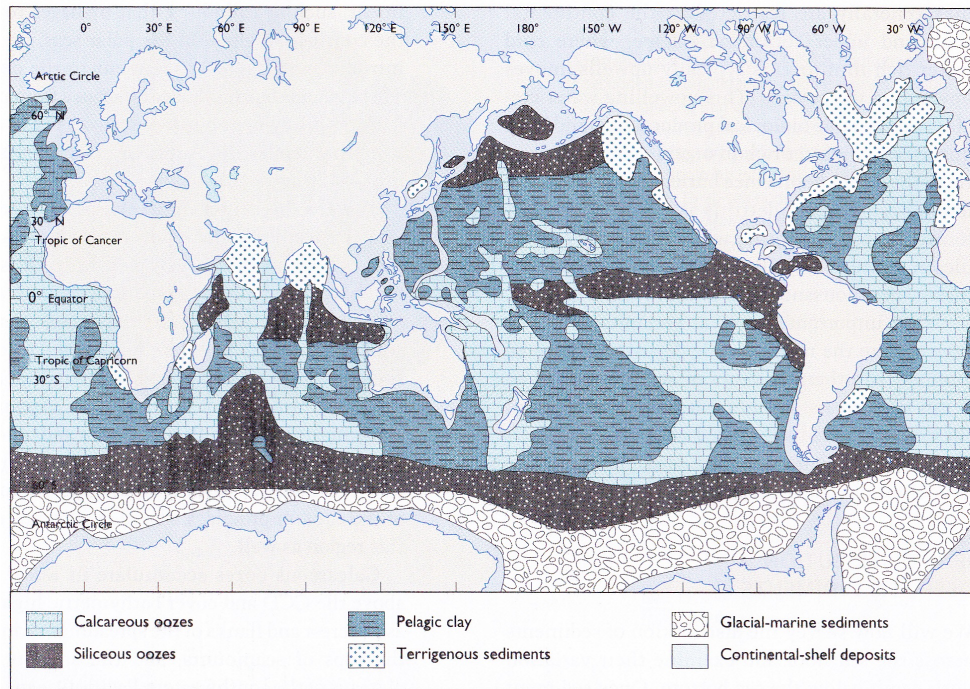 0° 30° E 60° E 90° E 120° E 150° E 180° 150° W 120° W 90° W 60° W 30° W
Arctic Circle
60° N
30° N
Tropic of Cancer
0° Equator
Tropic of Capricorn
30° S
60° S
Antarctic Circle
Calcareous oozes
Pelagic clay
Glacial-marine sediments
Siliceous oozes
Terrigenous sediments
Continental-shelf deposits